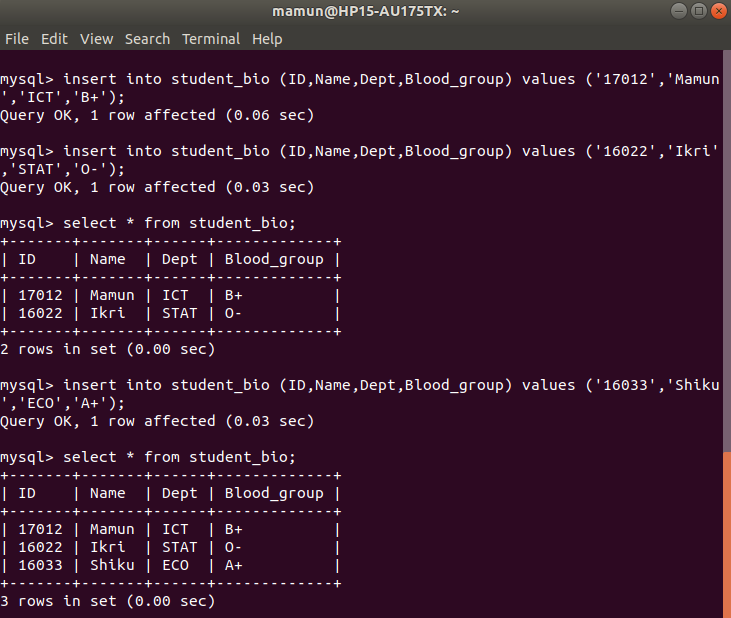 mamun@HP15-AU175TX: ~
File Edit View Search Terminal Help
mysql> insert into student_bio (ID,Name,Dept,Blood_group) values ('17012','Mamun
','ICT','B+');
Query OK, 1 row affected (0.06 sec)
mysql> insert into student_bio (ID,Name,Dept,Blood_group) values ('16022','Ikri'
,'STAT','O-');
Query OK, 1 row affected (0.03 sec)
mysql> select * from student_bio;
+-------+-------+------+-------------+
| ID    | Name  | Dept | Blood_group |
+-------+-------+------+-------------+
| 17012 | Mamun | ICT  | B+          |
| 16022 | Ikri  | STAT | O-          |
+-------+-------+------+-------------+
2 rows in set (0.00 sec)
mysql> insert into student_bio (ID,Name,Dept,Blood_group) values ('16033','Shiku
','ECO','A+');
Query OK, 1 row affected (0.03 sec)
mysql> select * from student_bio;
+-------+-------+------+-------------+
| ID    | Name  | Dept | Blood_group |
+-------+-------+------+-------------+
| 17012 | Mamun | ICT  | B+          |
| 16022 | Ikri  | STAT | O-          |
| 16033 | Shiku | ECO  | A+          |
+-------+-------+------+-------------+
3 rows in set (0.00 sec)